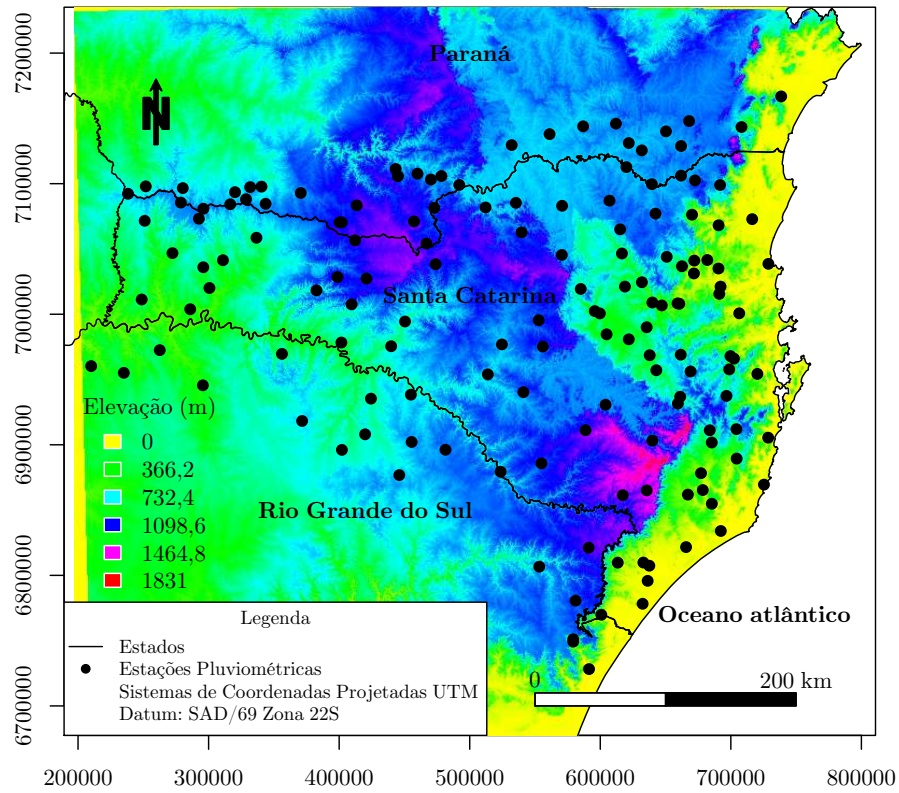 Paraná
N
Santa Catarina
Elevação (m)
0
366,2
732,4
1098,6
1464,8
1831
Rio Grande do Sul
Oceano atlântico
Legenda
Estados
Estações Pluviométricas
Sistemas de Coordenadas Projetadas UTM
Datum: SAD/69 Zona 22S
0
200 km
7200000
7100000
7000000
6900000
6800000
6700000
200000
300000
400000
500000
600000
700000
800000